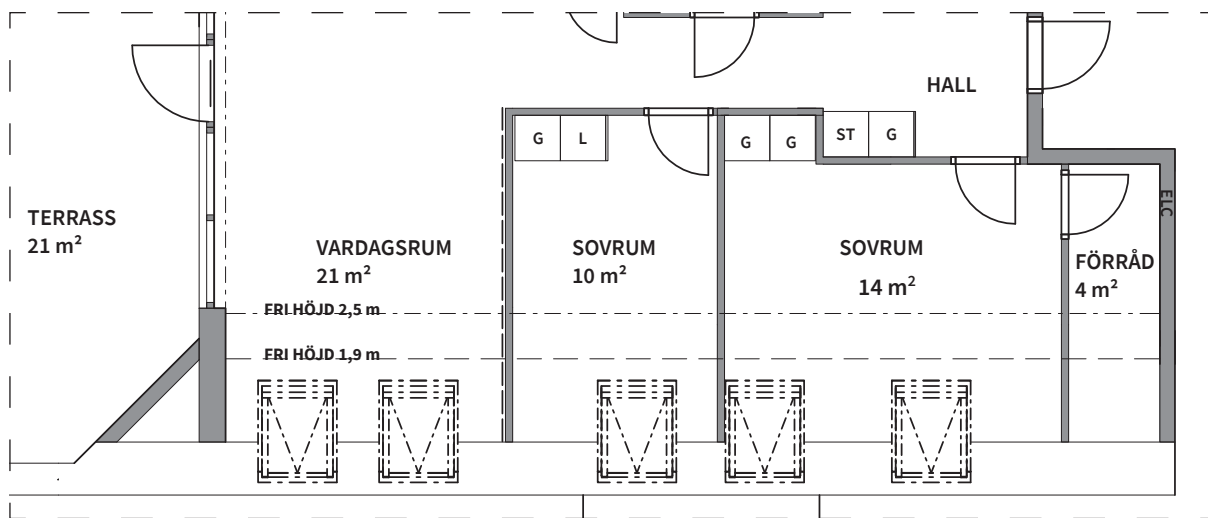 HALL
G
L
G
G
ST
G
ELC
TERRASS
21 m²
VARDAGSRUM
21 m²
SOVRUM
10 m²
SOVRUM
14 m²
FÖRRÅD
4 m²
FRI HÖJD 2,5 m
FRI HÖJD 1,9 m